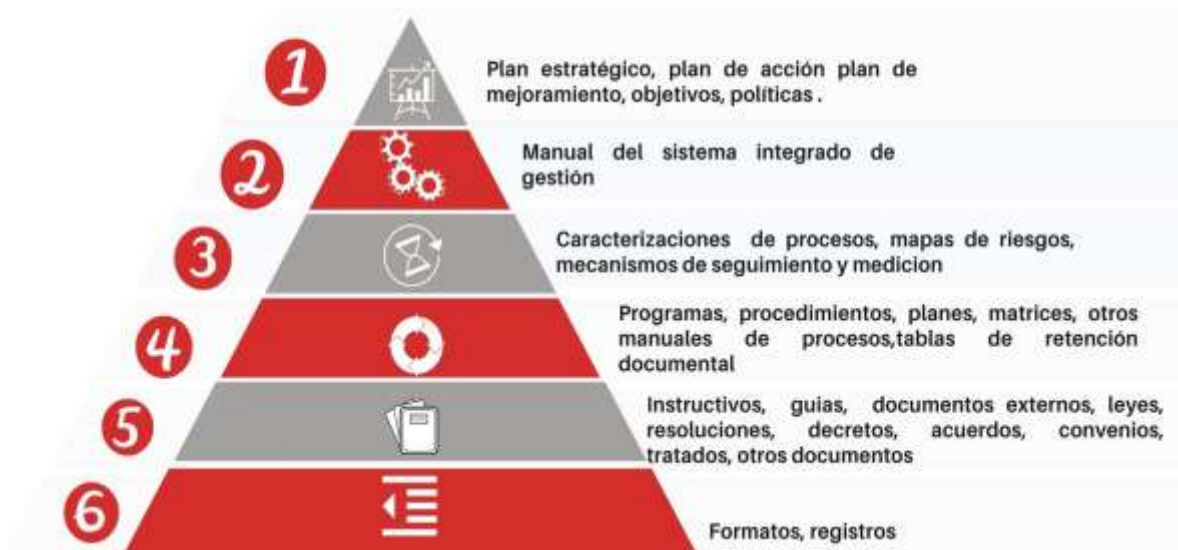 1
Plan estratégico, plan de acción plan de
mejoramiento, objetivos, políticas .
2
Manual del sistema integrado de
gestión
3
Caracterizaciones de procesos, mapas de riesgos,
mecanismos de seguimiento y medicion
4
Programas, procedimientos, planes, matrices, otros
manuales de procesos,tablas de retención
documental
5
Instructivos, guias, documentos externos, leyes,
resoluciones, decretos, acuerdos, convenios,
tratados, otros documentos
6
Formatos, registros